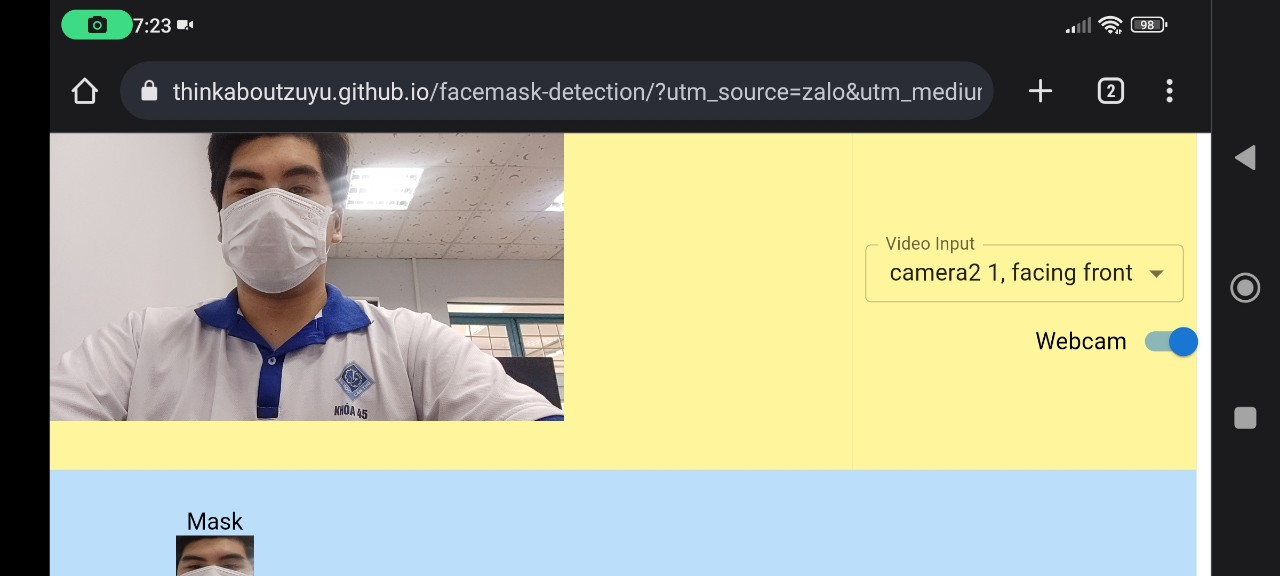 7:23
98
thinkaboutzuyu.github.io/facemask-detection/?utm_source=zalo&utm_mediu
2
Video Input
camera2 1, facing front
Webcam
KHÓA 45
Mask